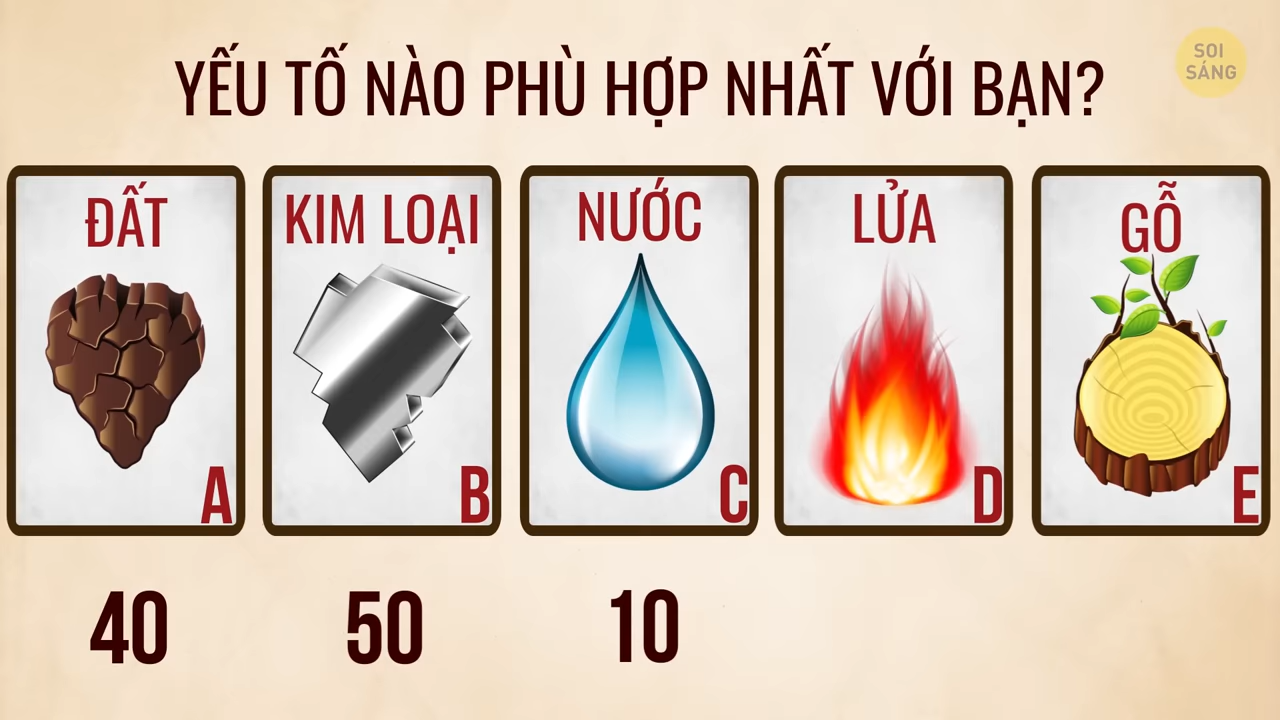 SOI
SÁNG
YẾU TỐ NÀO PHÙ HỢP NHẤT VỚI BẠN?
ĐẤT
A
KIM LOẠI
B
NƯỚC
C
LỬA
D
GỖ
E
40
50
10